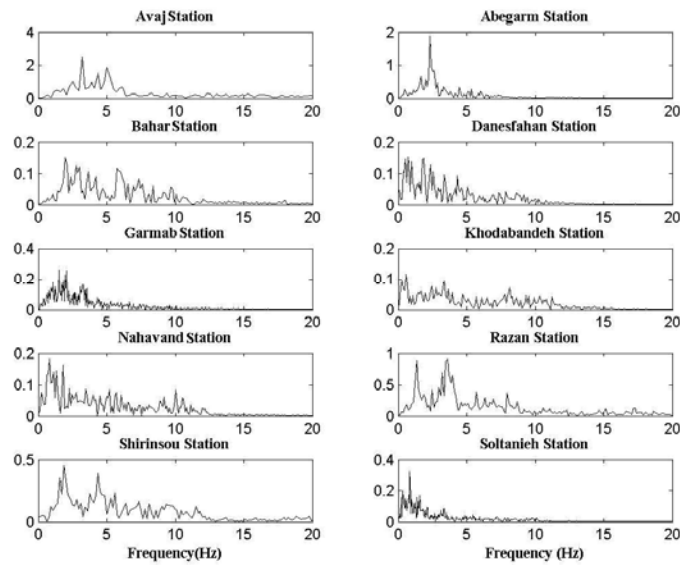 Avaj Station
4
2
0
0 5 10 15 20
Abegarm Station
2
1
0
0 5 10 15 20
Bahar Station
0.2
0.1
0
0 5 10 15 20
Danesfahan Station
0.2
0.1
0
0 5 10 15 20
Garmab Station
0.4
0.2
0
0 5 10 15 20
Khodabandeh Station
0.2
0.1
0
0 5 10 15 20
Nahavand Station
0.2
0.1
0
0 5 10 15 20
Razan Station
1
0.5
0
0 5 10 15 20
Shirinsou Station
0.5
0
0 5 10 15 20
Frequency(Hz)
Soltanieh Station
0.4
0.2
0
0 5 10 15 20
Frequency (Hz)